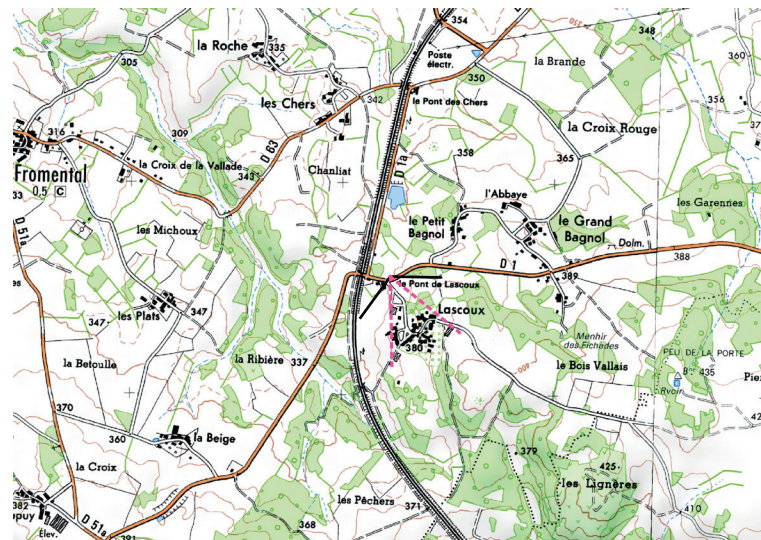 354
350
348
la Roche
335
Poste
électr.
la Brande
360
305
les Chers
342
350
le Pont des Chers
356
316
309
D 63
D 1a
la Croix Rouge
la Croix de la Vallade
Chanliat
358
365
Fromental
0,5 C
343
l'Abbaye
les Garennes
D 51a
les Michoux
le Petit
Bagnol
le Grand
Bagnol
Dolm.
388
D 1
389
le Pont de Lascoux
les Plats
347
347
Lascoux
380
Menhir
des Fichades
PEU DE LA PORTE
la Betoulle
la Ribière
337
400
le Bois Vallais
435
Rvoir
370
360
la Beige
379
425
la Croix
les Lignères
382
les Pêchers
371
410
Élev.
D 51a
368
391